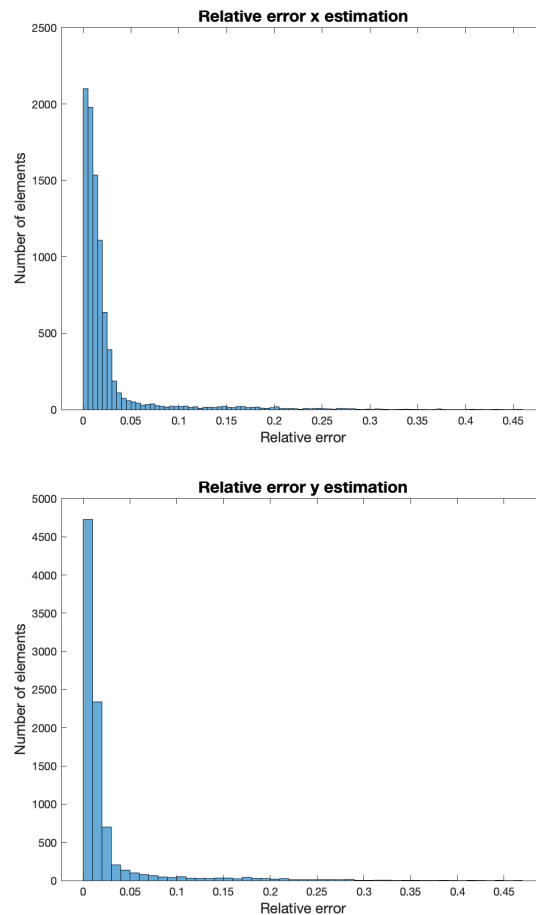 Relative error x estimation
2500
2000
1500
1000
500
0
Number of elements
0 0.05 0.1 0.15 0.2 0.25 0.3 0.35 0.4 0.45
Relative error
Relative error y estimation
5000
4500
4000
3500
3000
2500
2000
1500
1000
500
0
Number of elements
0 0.05 0.1 0.15 0.2 0.25 0.3 0.35 0.4 0.45
Relative error